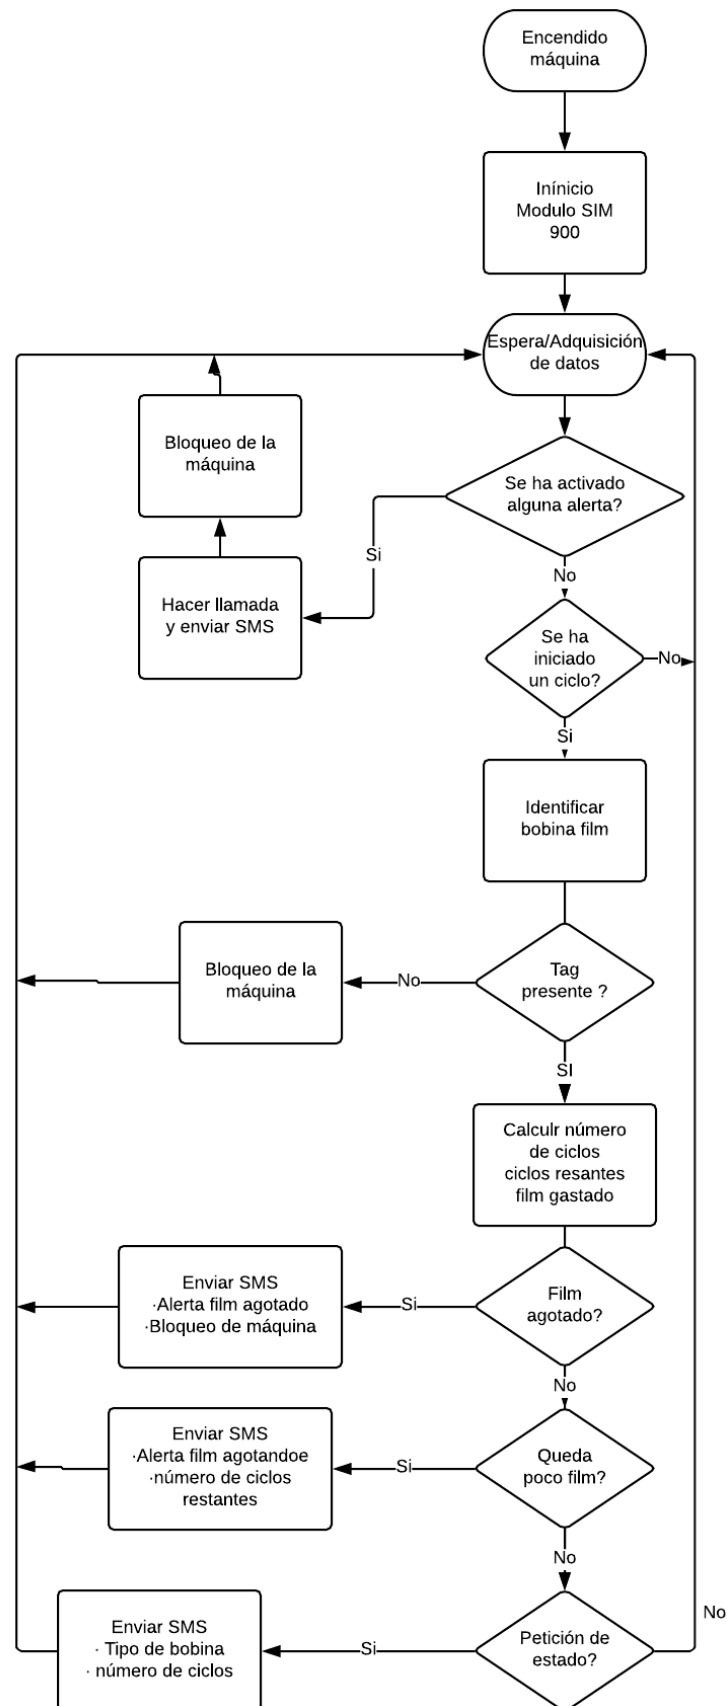 Encendido
máquina
Inínicio
Modulo SIM
900
Espera/Adquisición
de datos
Bloqueo de la
máquina
Se ha activado
alguna alerta?
Si
No
Hacer llamada
y enviar SMS
Se ha
iniciado
un ciclo?
No
Si
Identificar
bobina film
Bloqueo de la
máquina
No
Tag
presente ?
SI
Calculr número
de ciclos
ciclos resantes
film gastado
Enviar SMS
·Alerta film agotado
·Bloqueo de máquina
Si
Film
agotado?
No
Enviar SMS
·Alerta film agotandoe
·número de ciclos
restantes
Si
Queda
poco film?
No
No
Enviar SMS
· Tipo de bobina
· número de ciclos
Si
Petición de
estado?